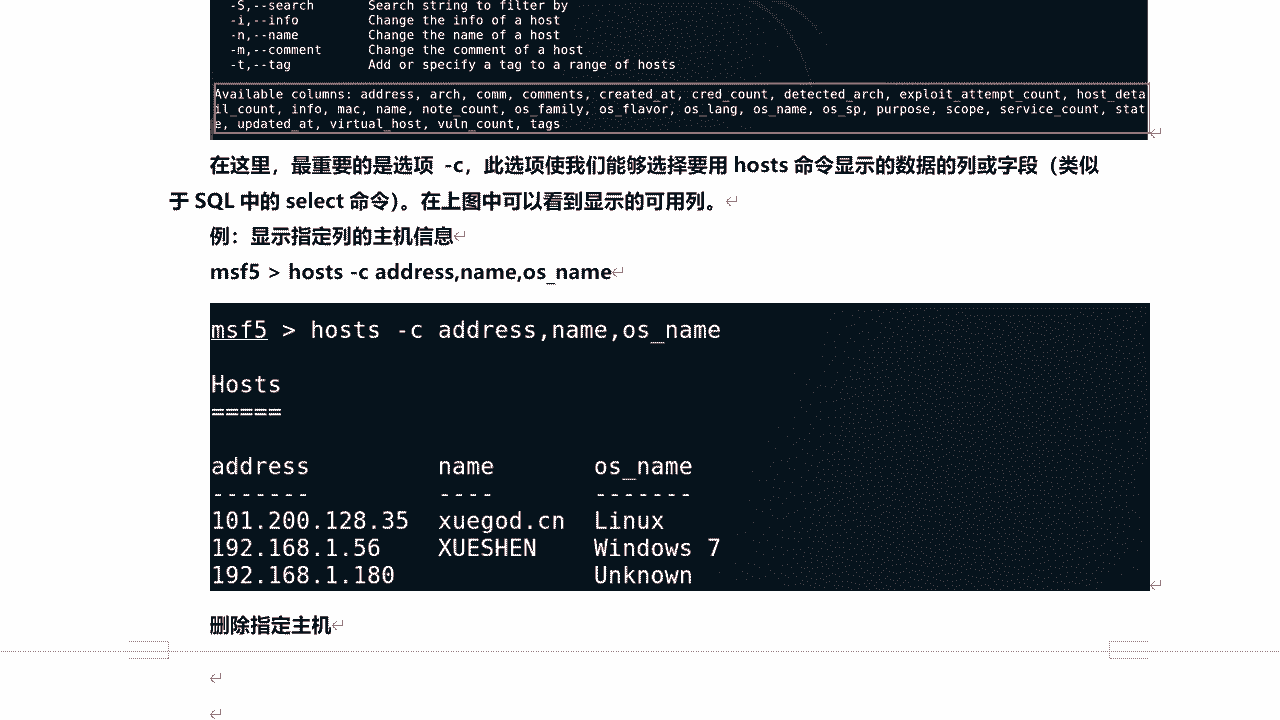 -S,--search       Search string to filter by
-i,--info         Change the info of a host
-n,--name         Change the name of a host
-m,--comment      Change the comment of a host
-t,--tag          Add or specify a tag to a range of hosts
Available columns: address, arch, comm, comments, created_at, cred_count, detected_arch, exploit_attempt_count, host_deta
il_count, info, mac, name, note_count, os_family, os_flavor, os_lang, os_name, os_sp, purpose, scope, service_count, stat
e, updated_at, virtual_host, vuln_count, tags
在这里，最重要的是选项 -c，此选项使我们能够选择要用 hosts 命令显示的数据的列或字段（类似
于 SQL 中的 select 命令）。在上图中可以看到显示的可用列。
例：显示指定列的主机信息
msf5 > hosts -c address,name,os_name
msf5 > hosts -c address,name,os_name
Hosts
=====
address         name       os_name
-------         ----       -------
101.200.128.35  xuegod.cn  Linux
192.168.1.56    XUESHEN    Windows 7
192.168.1.180              Unknown
删除指定主机